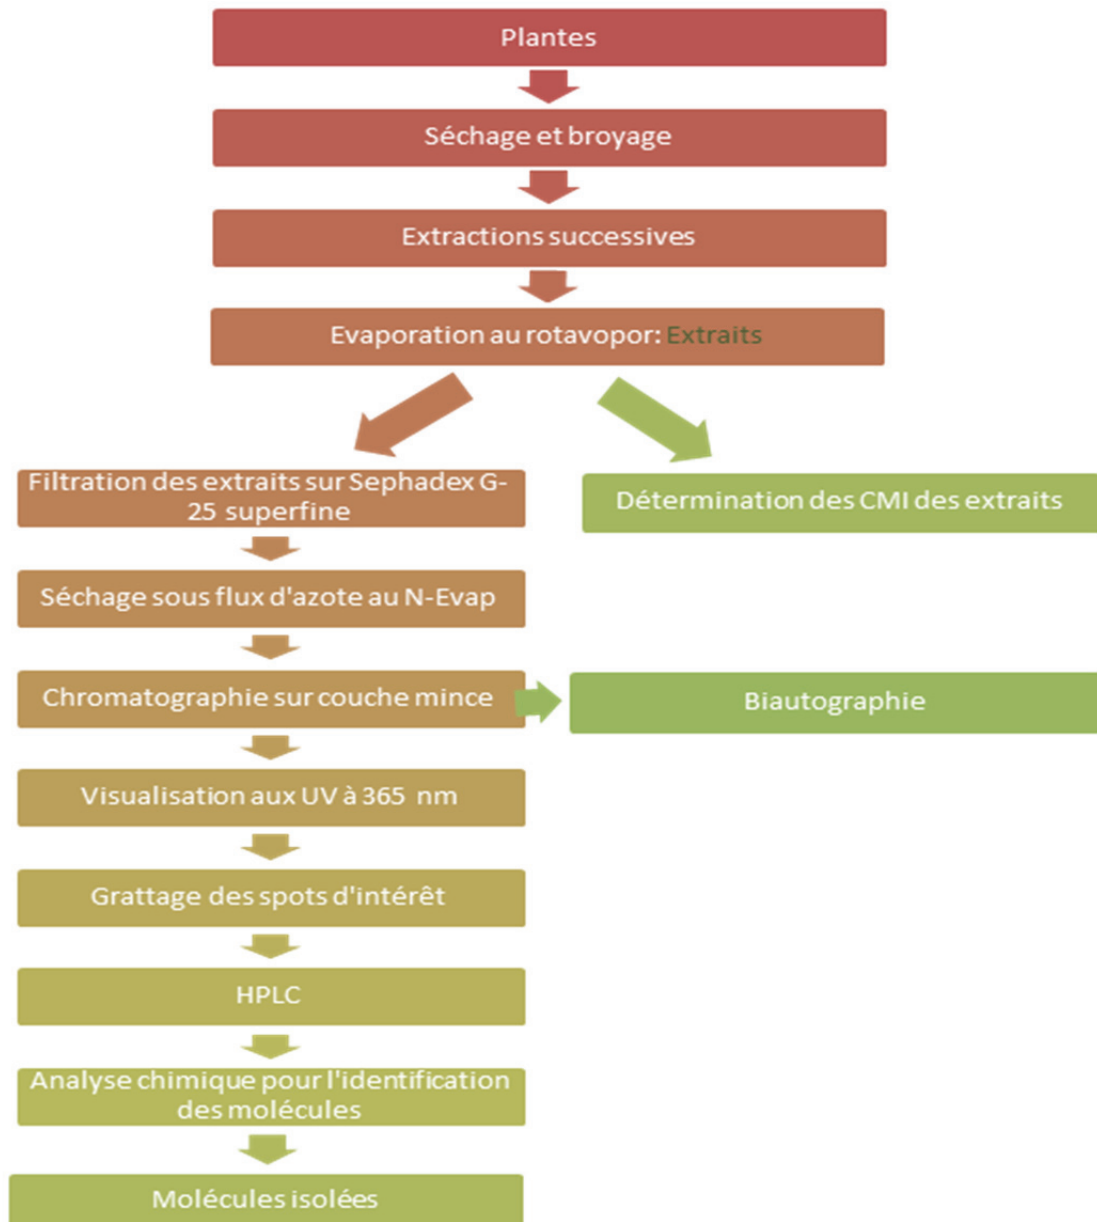 Plantes
Séchage et broyage
Extractions successives
Evaporation au rotavopor: Extraits
Filtration des extraits sur Sephadex G-
25 superfine
Détermination des CMI des extraits
Séchage sous flux d'azote au N-Evap
Chromatographie sur couche mince
Biautographie
Visualisation aux UV à 365 nm
Grattage des spots d'intérêt
HPLC
Analyse chimique pour l'identification
des molécules
Molécules isolées